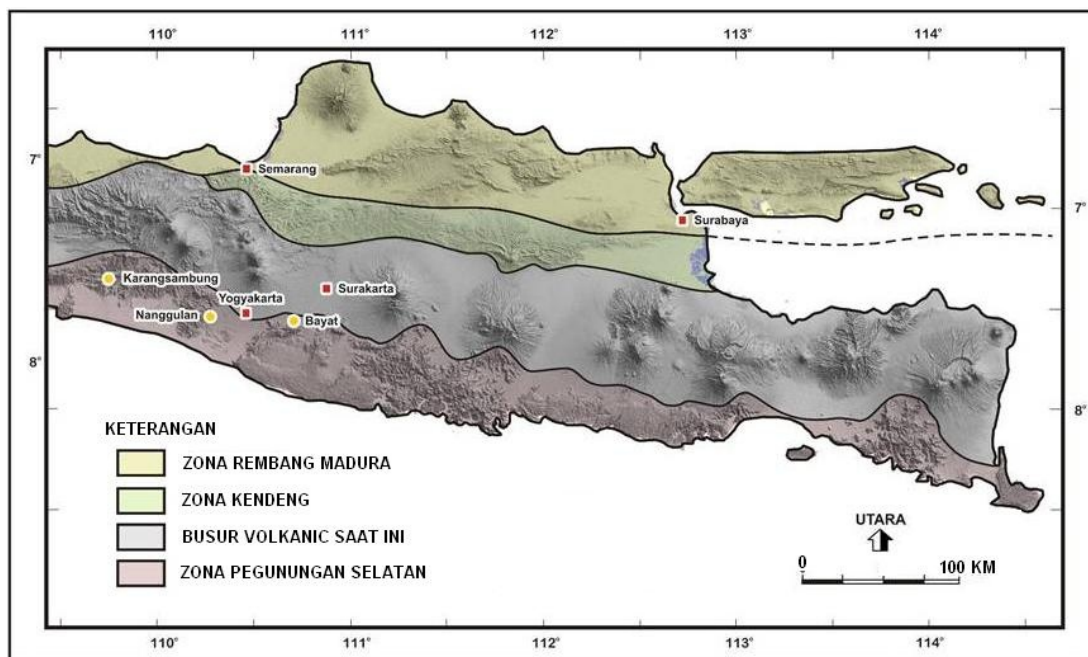 110° 111° 112° 113° 114°
7°
Semarang
Surabaya
7°
Karangsambung
Surakarta
Yogyakarta
Nanggulan
Bayat
8°
8°
KETERANGAN
ZONA REMBANG MADURA
ZONA KENDENG
BUSUR VOLKANIC SAAT INI
ZONA PEGUNUNGAN SELATAN
UTARA
0 100 KM
110° 111° 112° 113° 114°